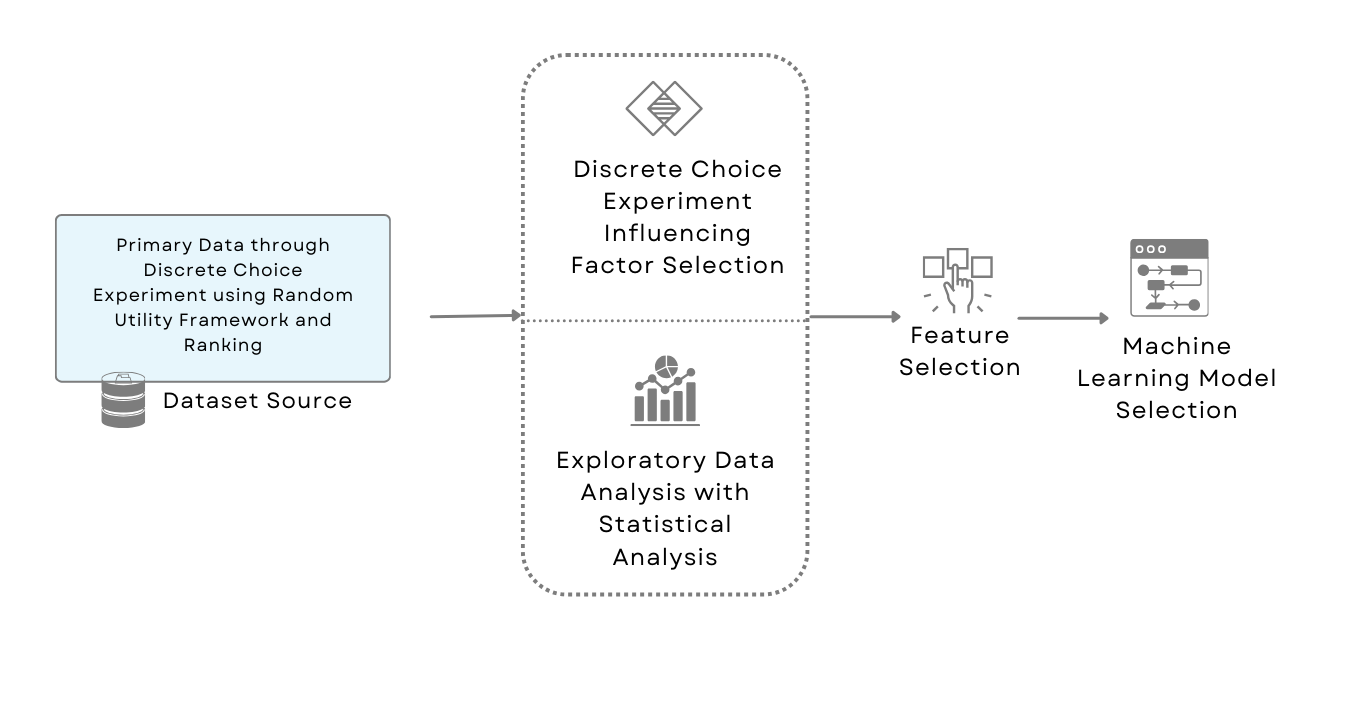 Primary Data through
Discrete Choice
Experiment using Random
Utility Framework and
Ranking
Dataset Source
Discrete Choice
Experiment
Influencing
Factor Selection
Exploratory Data
Analysis with
Statistical
Analysis
Feature
Selection
Machine
Learning Model
Selection